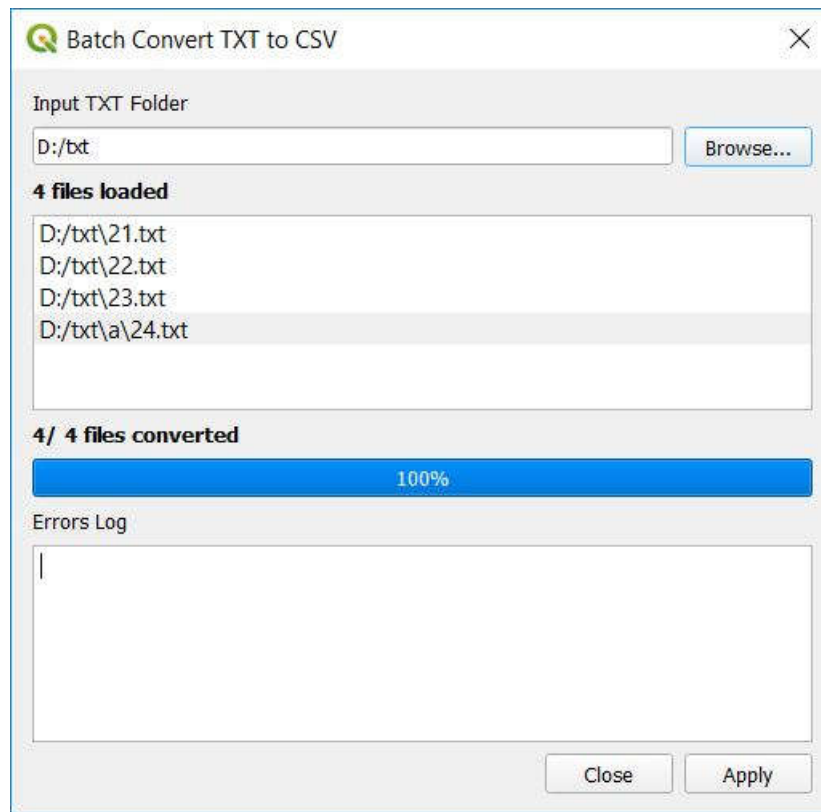 Batch Convert TXT to CSV
Input TXT Folder
D:/txt
Browse...
4 files loaded
D:/txt\21.txt
D:/txt\22.txt
D:/txt\23.txt
D:/txt\a\24.txt
4/ 4 files converted
100%
Errors Log
Close
Apply